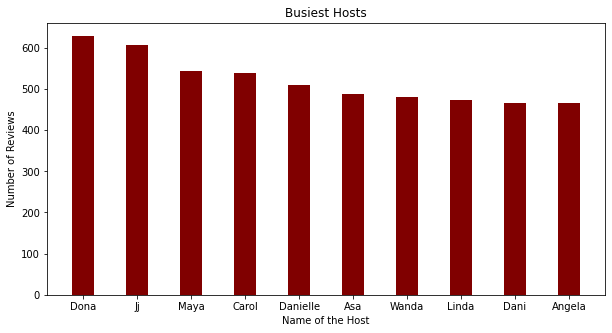 Busiest Hosts
Number of Reviews
600
500
400
300
200
100
0
Dona Jj Maya Carol Danielle Asa Wanda Linda Dani Angela
Name of the Host